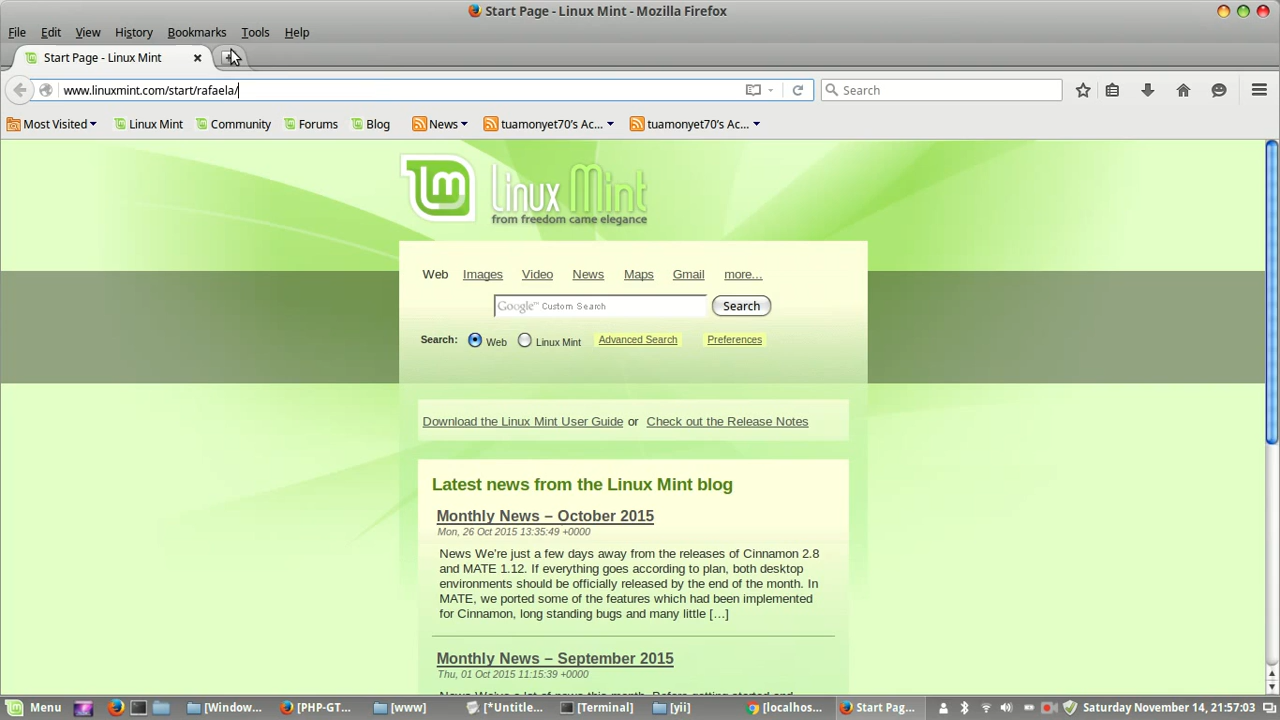 Start Page - Linux Mint - Mozilla Firefox
File Edit View History Bookmarks Tools Help
Start Page - Linux Mint
www.linuxmint.com/start/rafaela/
Search
Most Visited Linux Mint Community Forums Blog News tuamonyet70's Ac... tuamonyet70's Ac...
Linux Mint
from freedom came elegance
Web Images Video News Maps Gmail more...
Google™ Custom Search Search
Search: Web Linux Mint Advanced Search Preferences
Download the Linux Mint User Guide or Check out the Release Notes
Latest news from the Linux Mint blog
Monthly News – October 2015
Mon, 26 Oct 2015 13:35:49 +0000
News We're just a few days away from the releases of Cinnamon 2.8
and MATE 1.12. If everything goes according to plan, both desktop
environments should be officially released by the end of the month. In
MATE, we ported some of the features which had been implemented
for Cinnamon, long standing bugs and many little […]
Monthly News – September 2015
Thu, 01 Oct 2015 11:15:39 +0000
Menu [Window... [PHP-GT... [www] [*Untitle... [Terminal] [yii] [localhos... Start Pag... Saturday November 14, 21:57:03